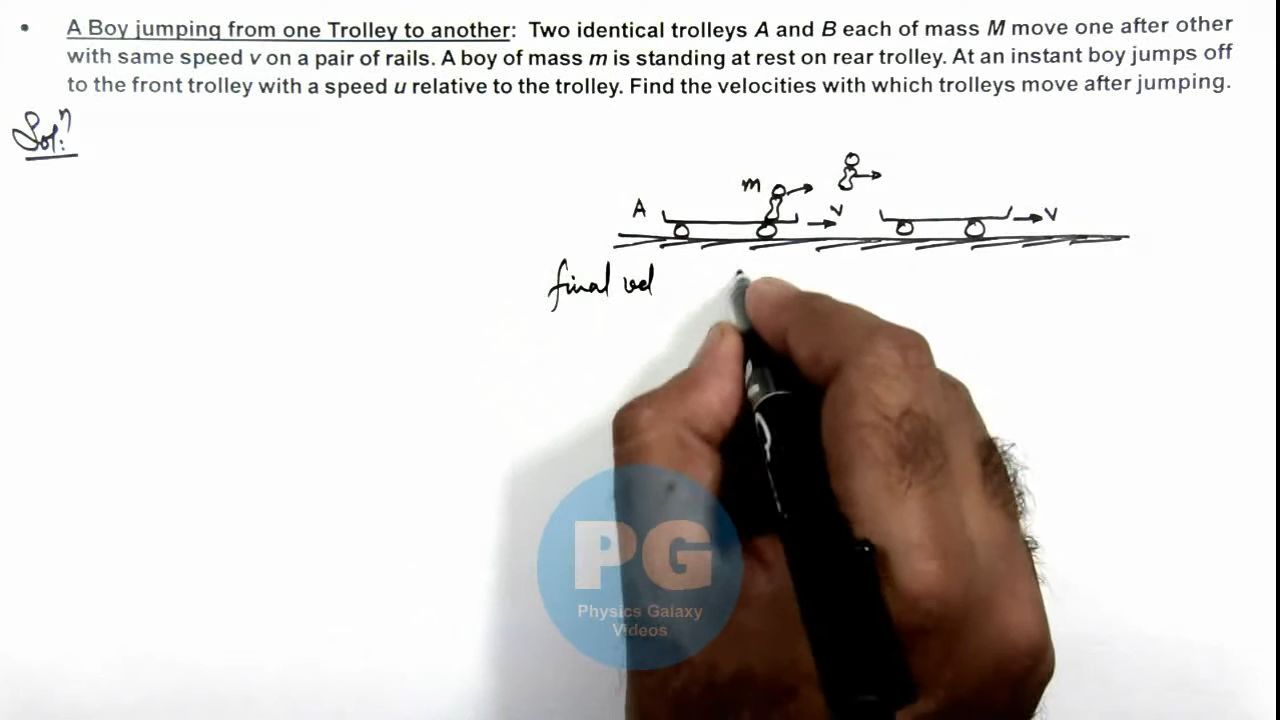 • A Boy jumping from one Trolley to another: Two identical trolleys A and B each of mass M move one after other
with same speed v on a pair of rails. A boy of mass m is standing at rest on rear trolley. At an instant boy jumps off
to the front trolley with a speed u relative to the trolley. Find the velocities with which trolleys move after jumping.
Solⁿ:
m
A
v
v
final vel
PG
Physics Galaxy
Videos